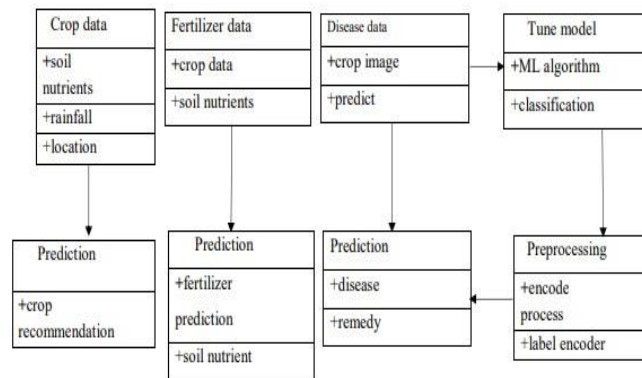 Crop data
+soil
nutrients
+rainfall
+location
Fertilizer data
+crop data
+soil nutrients
Disease data
+crop image
+predict
Tune model
+ML algorithm
+classification
Prediction
+crop
recommendation
Prediction
+fertilizer
prediction
+soil nutrient
Prediction
+disease
+remedy
Preprocessing
+encode
process
+label encoder